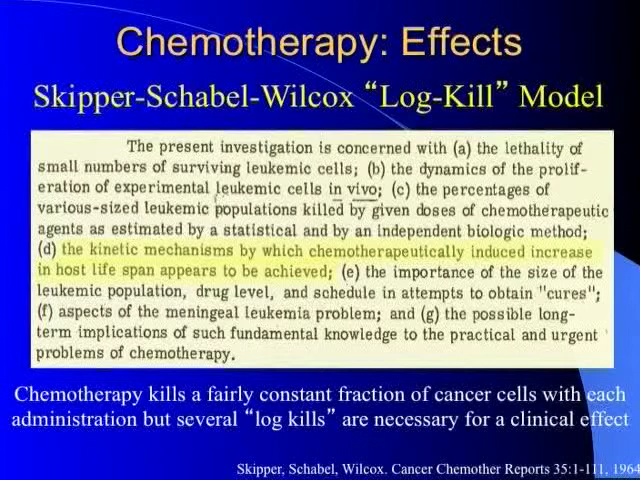 Chemotherapy: Effects
Skipper-Schabel-Wilcox “Log-Kill” Model
The present investigation is concerned with (a) the lethality of
small numbers of surviving leukemic cells; (b) the dynamics of the prolif-
eration of experimental leukemic cells in vivo; (c) the percentages of
various-sized leukemic populations killed by given doses of chemotherapeutic
agents as estimated by a statistical and by an independent biologic method;
(d) the kinetic mechanisms by which chemotherapeutically induced increase
in host life span appears to be achieved; (e) the importance of the size of the
leukemic population, drug level, and schedule in attempts to obtain "cures";
(f) aspects of the meningeal leukemia problem; and (g) the possible long-
term implications of such fundamental knowledge to the practical and urgent
problems of chemotherapy.
Chemotherapy kills a fairly constant fraction of cancer cells with each
administration but several “log kills” are necessary for a clinical effect
Skipper, Schabel, Wilcox. Cancer Chemother Reports 35:1-111, 1964